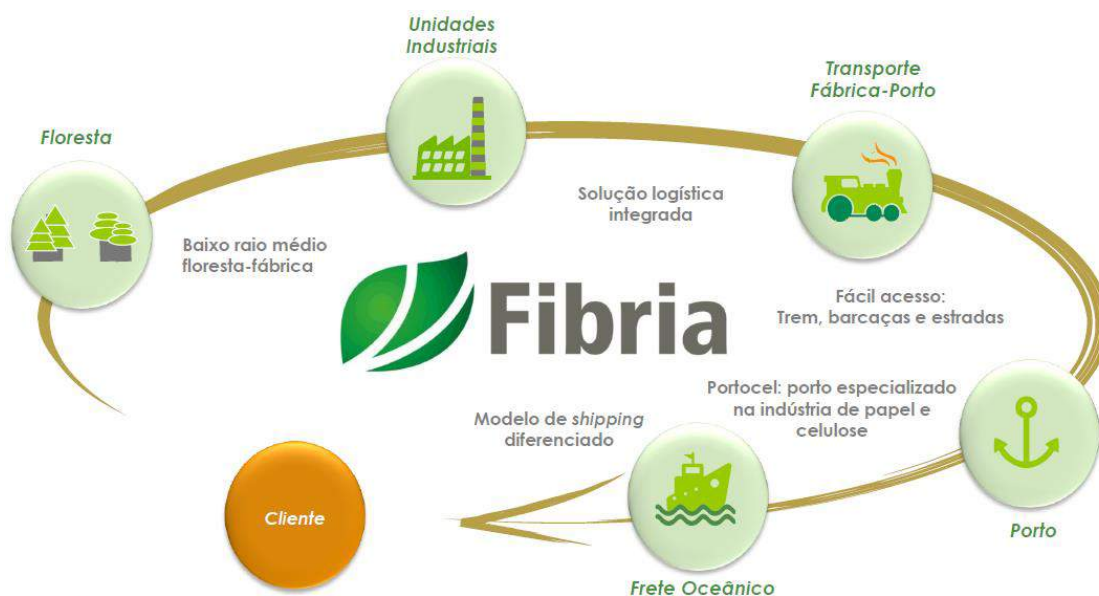 Unidades
Industriais
Transporte
Fábrica-Porto
Floresta
Solução logística
integrada
Baixo raio médio
floresta-fábrica
Fibria
Fácil acesso:
Trem, barcaças e estradas
Portocel: porto especializado
na indústria de papel e
celulose
Modelo de shipping
diferenciado
Cliente
Porto
Frete Oceânico